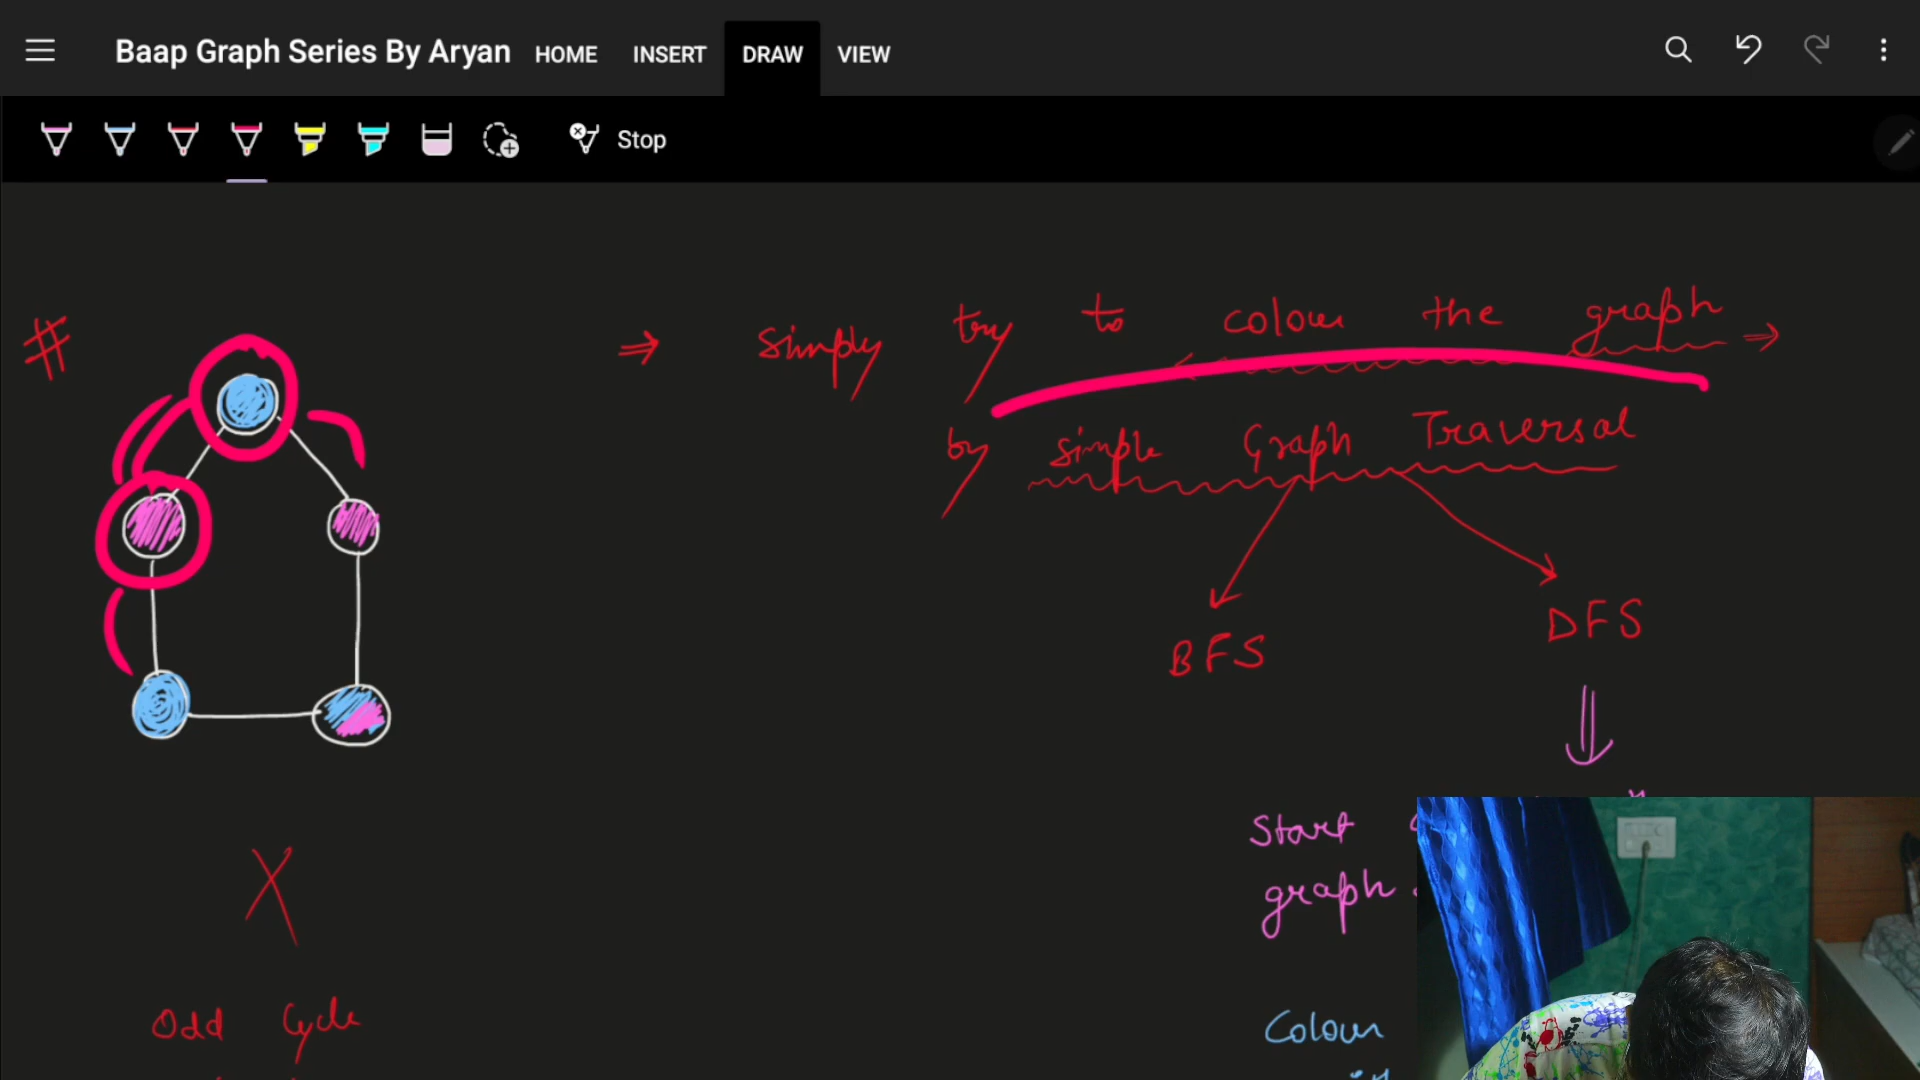 Baap Graph Series By Aryan HOME INSERT DRAW VIEW
Stop
# ⇒ Simply try to colour the graph ⇒
by simple Graph Traversal
BFS DFS
Start
graph
X
Odd Cycle
Colour